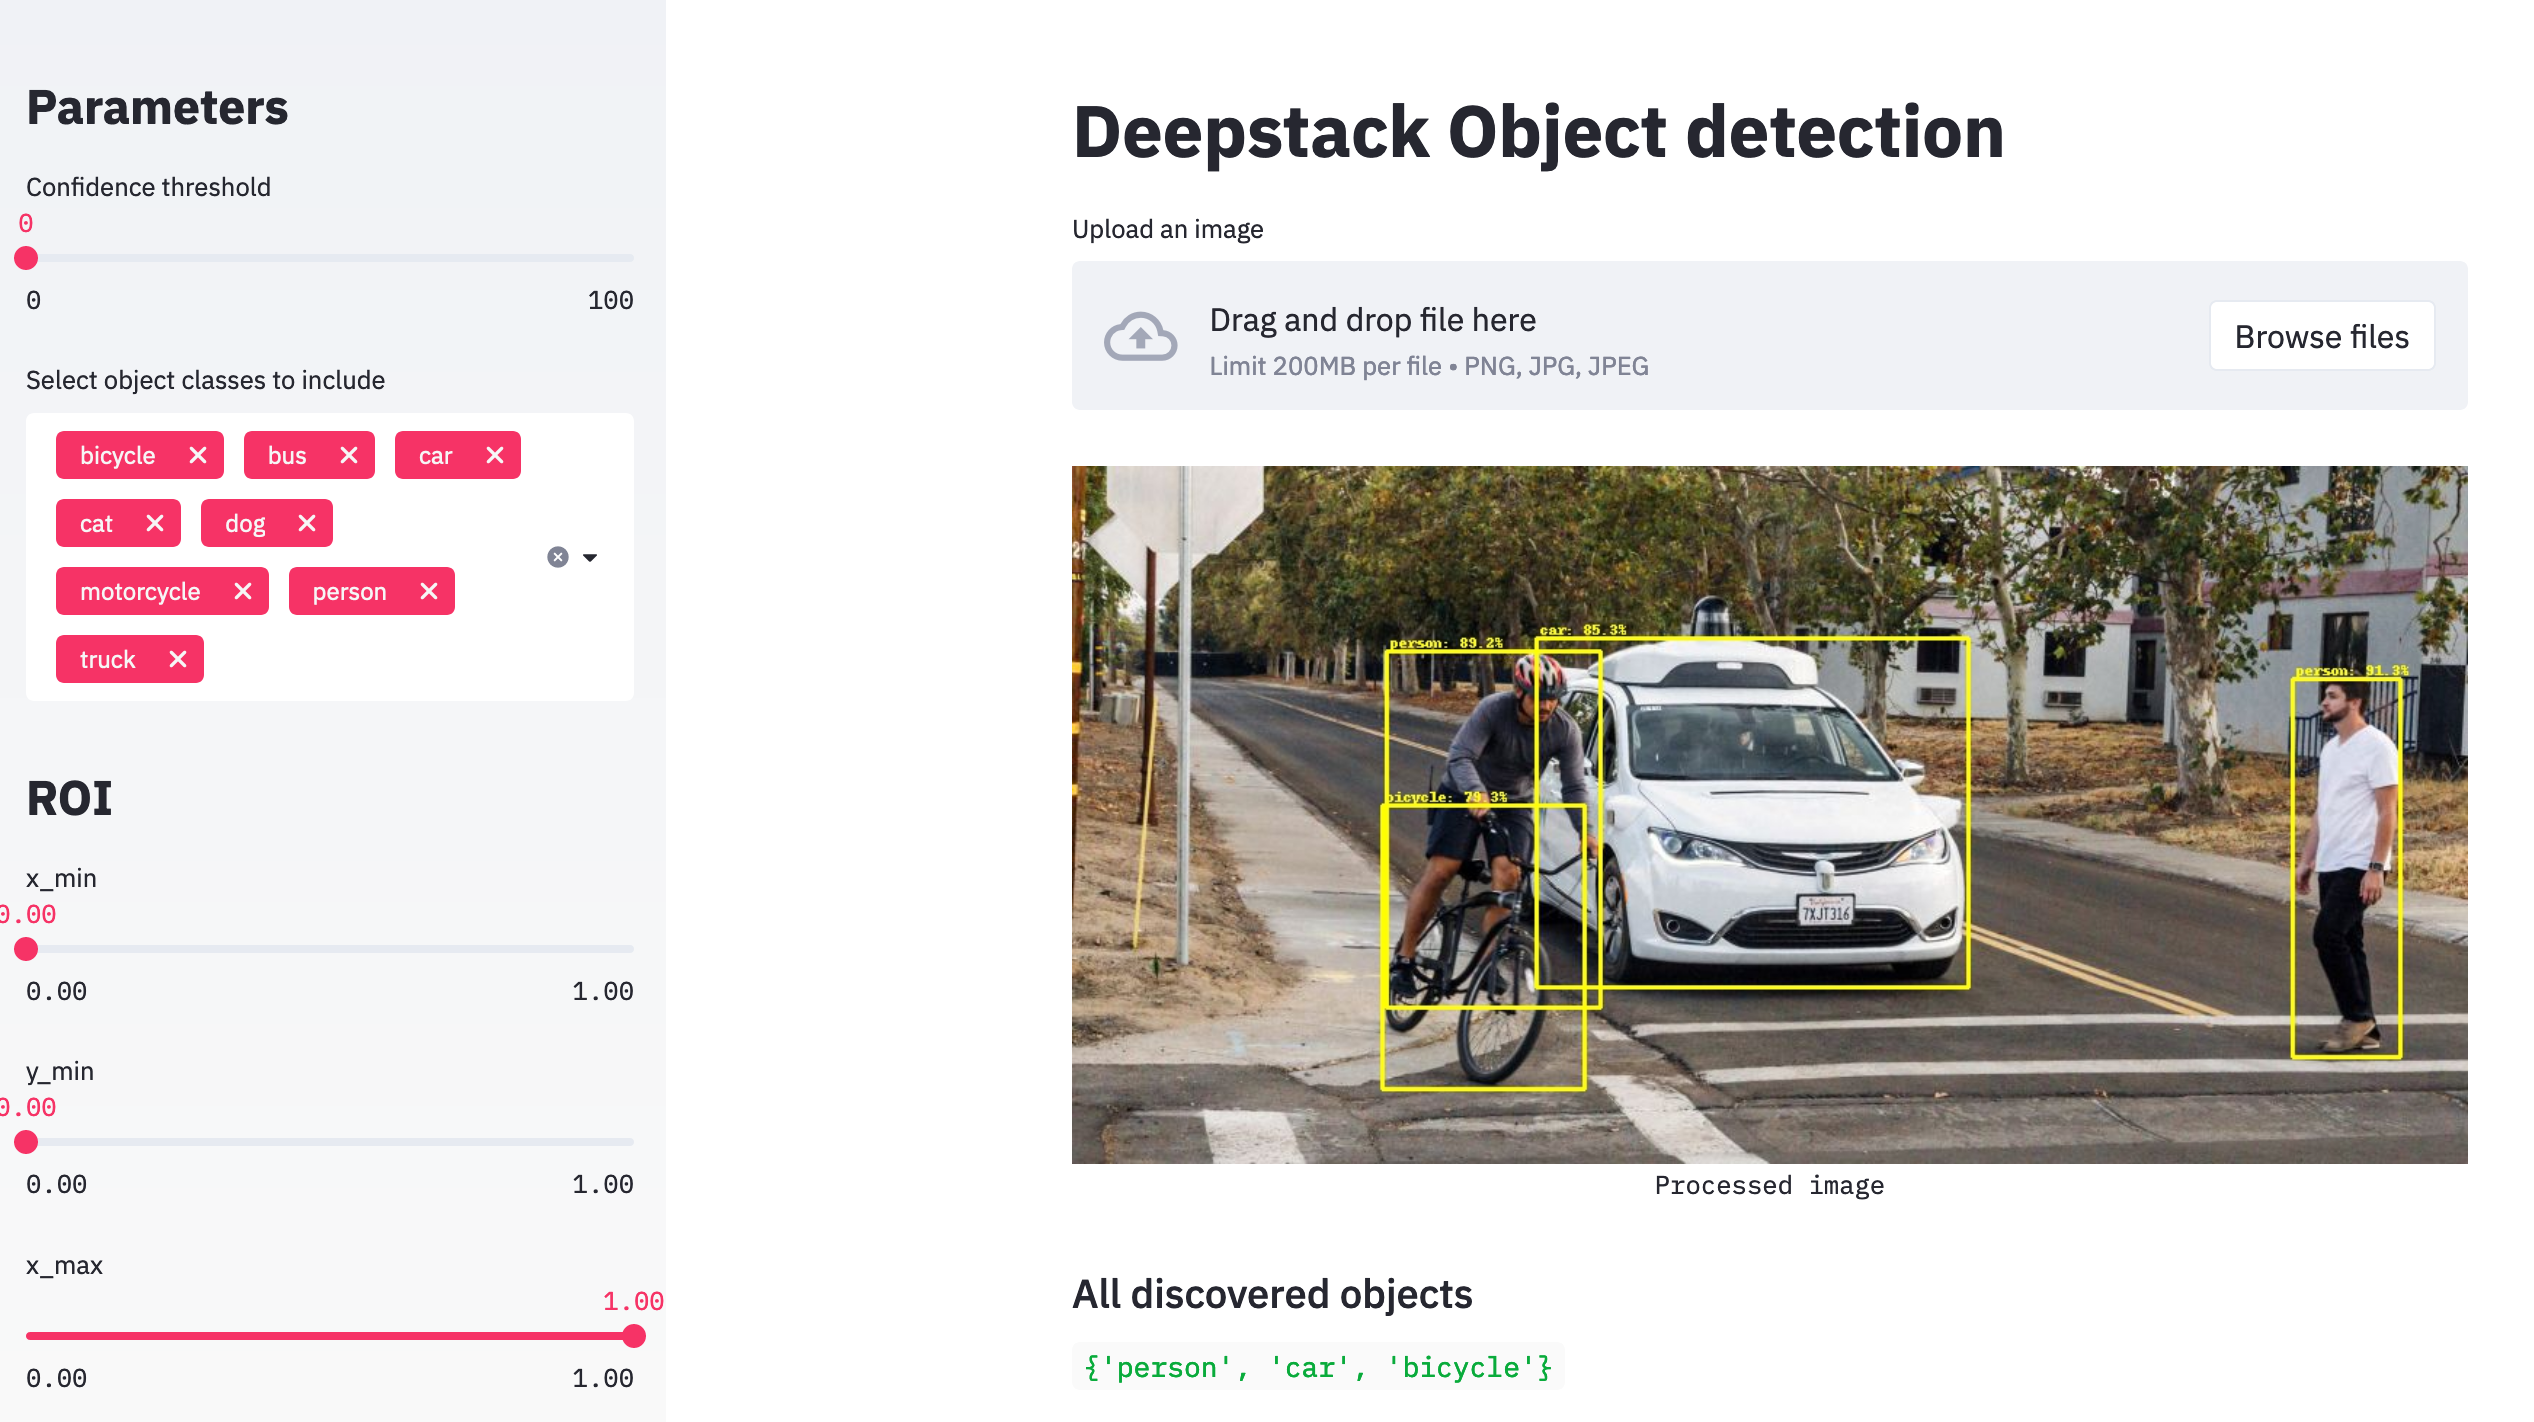 Parameters
Confidence threshold
0
0 100
Select object classes to include
bicycle bus car
cat dog
motorcycle person
truck
ROI
x_min
0.00
0.00 1.00
y_min
0.00
0.00 1.00
x_max
1.00
0.00 1.00
Deepstack Object detection
Upload an image
Drag and drop file here
Limit 200MB per file • PNG, JPG, JPEG
Browse files
car: 85.3%
person: 89.2%
person: 91.3%
bicycle: 79.3%
7XJT316
Processed image
All discovered objects
{'person', 'car', 'bicycle'}